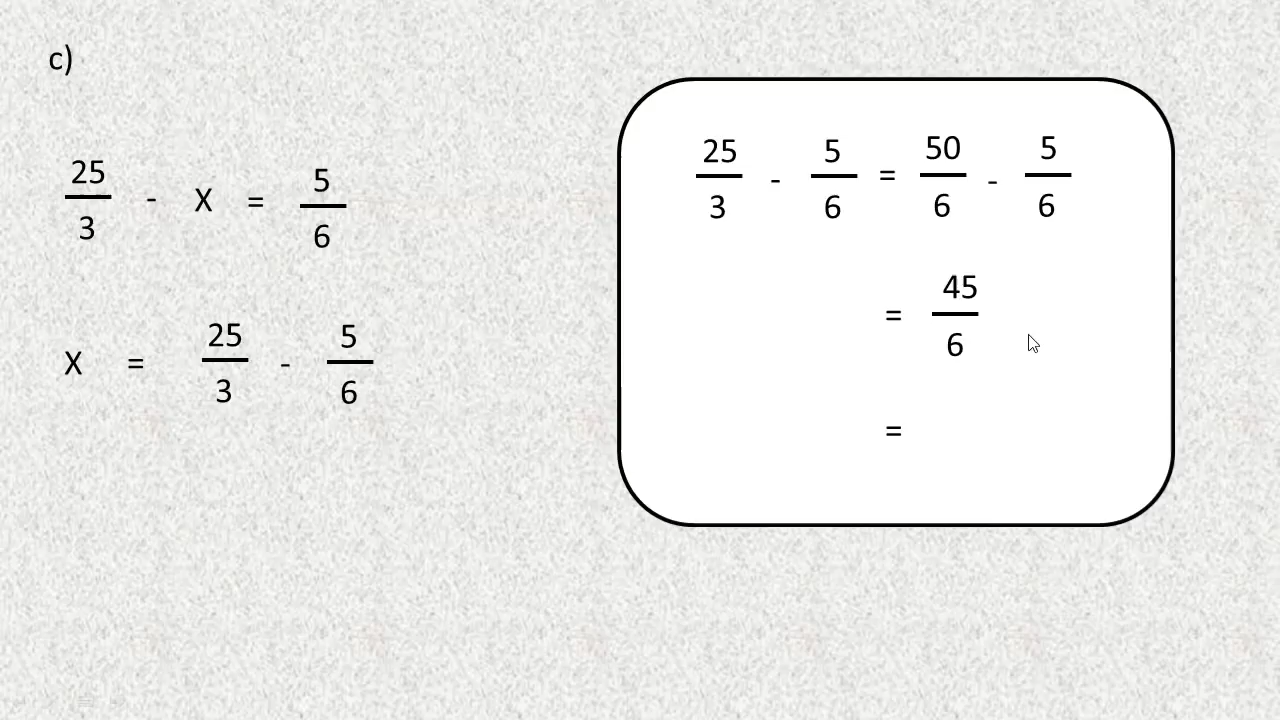 c)
25/3 - X = 5/6
X = 25/3 - 5/6
25/3 - 5/6 = 50/6 - 5/6
= 45/6
=